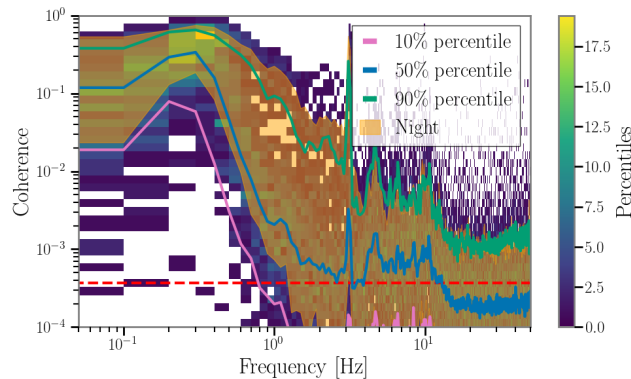 10% percentile
50% percentile
90% percentile
Night
10⁰
10⁻¹
10⁻²
10⁻³
10⁻⁴
Coherence
10⁻¹
10⁰
10¹
Frequency [Hz]
17.5
15.0
12.5
10.0
7.5
5.0
2.5
0.0
Percentiles